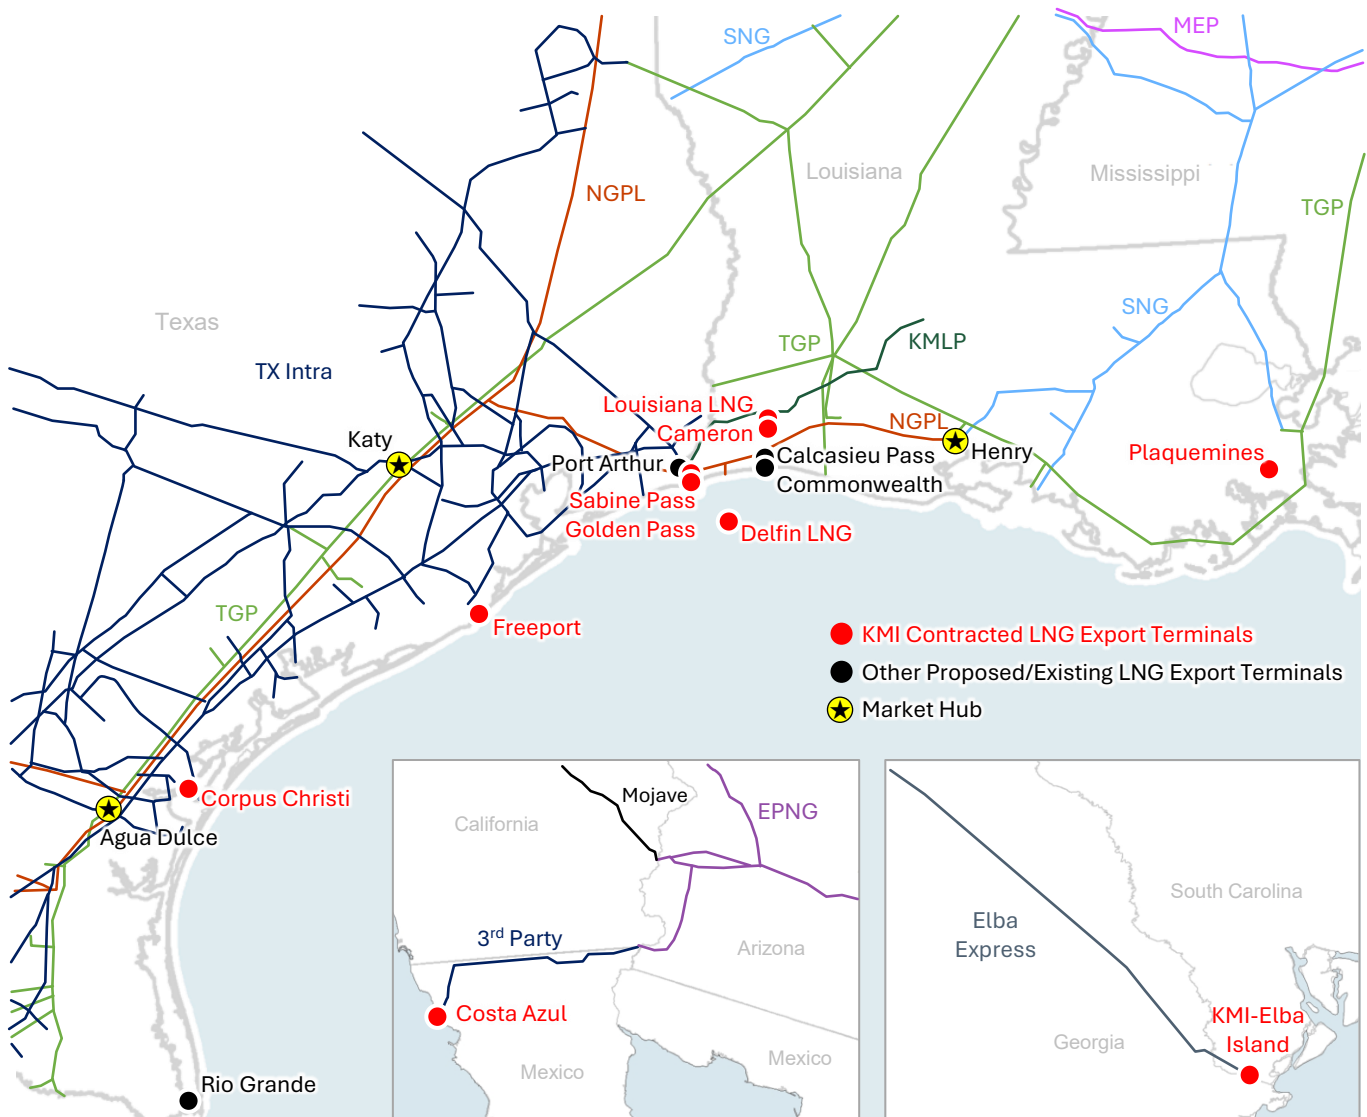 SNG
MEP
Louisiana
Mississippi
NGPL
TGP
SNG
Texas
TGP
KMLP
TX Intra
Louisiana LNG
Cameron
NGPL
Katy
Henry
Plaquemines
Port Arthur
Calcasieu Pass
Commonwealth
Sabine Pass
Golden Pass
Delfin LNG
TGP
Freeport
KMI Contracted LNG Export Terminals
Other Proposed/Existing LNG Export Terminals
Market Hub
Corpus Christi
Agua Dulce
Rio Grande
Mojave
EPNG
California
3rd Party
Arizona
Costa Azul
Mexico
Mexico
South Carolina
Elba
Express
KMI-Elba
Island
Georgia